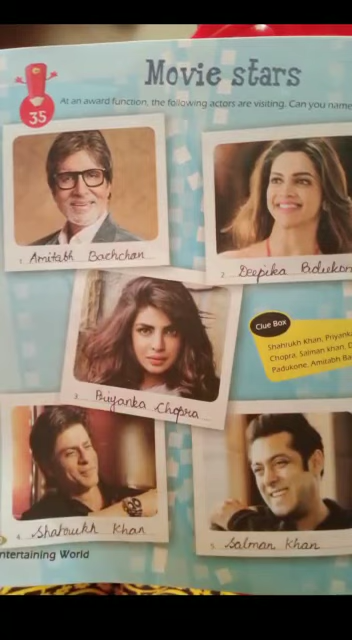 Movie stars
35
At an award function, the following actors are visiting. Can you name
1. Amitabh Bachchan
2. Deepika Padukon
Clue Box
Shahrukh Khan, Priyank
Chopra, Salman khan, D
Padukone, Amitabh Ba
3. Priyanka Chopra
4. Shahrukh Khan
5. Salman Khan
ntertaining World